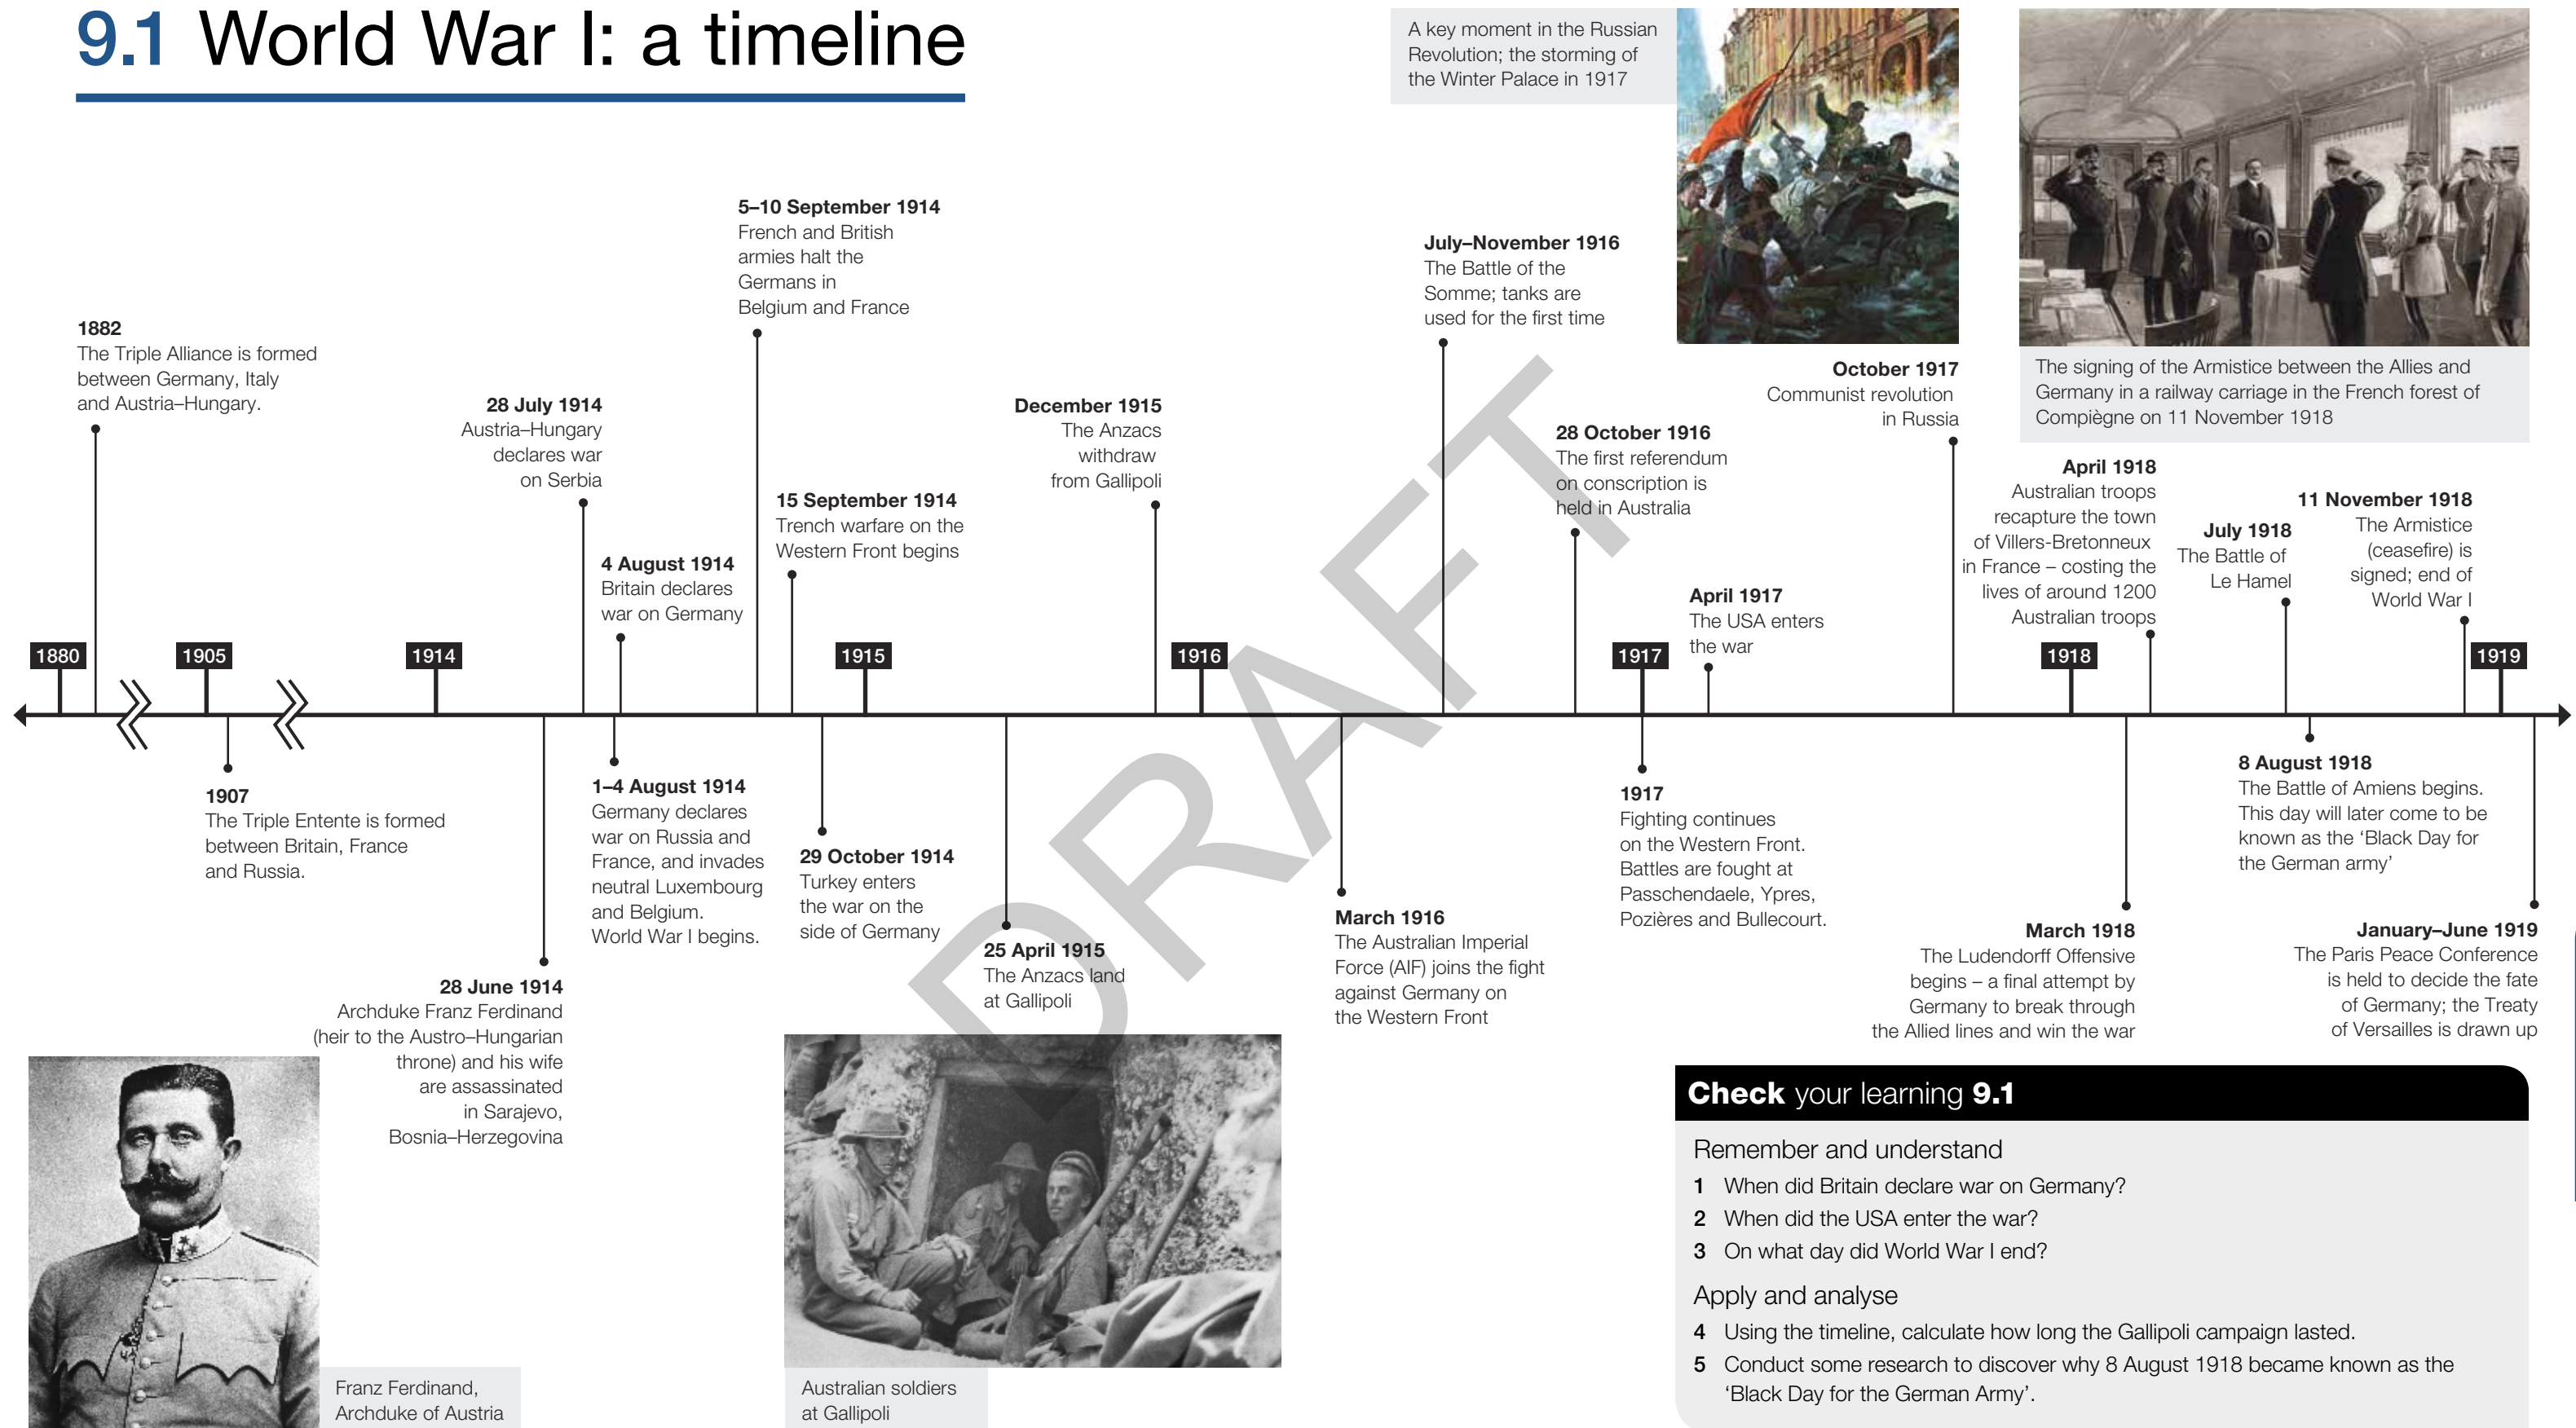 9.1 World War I: a timeline
A key moment in the Russian
Revolution; the storming of
the Winter Palace in 1917
The signing of the Armistice between the Allies and
Germany in a railway carriage in the French forest of
Compiègne on 11 November 1918
1882
The Triple Alliance is formed
between Germany, Italy
and Austria–Hungary.
28 July 1914
Austria–Hungary
declares war
on Serbia
4 August 1914
Britain declares
war on Germany
5–10 September 1914
French and British
armies halt the
Germans in
Belgium and France
15 September 1914
Trench warfare on the
Western Front begins
December 1915
The Anzacs
withdraw
from Gallipoli
July–November 1916
The Battle of the
Somme; tanks are
used for the first time
28 October 1916
The first referendum
on conscription is
held in Australia
April 1917
The USA enters
the war
October 1917
Communist revolution
in Russia
April 1918
Australian troops
recapture the town
of Villers-Bretonneux
in France – costing the
lives of around 1200
Australian troops
July 1918
The Battle of
Le Hamel
11 November 1918
The Armistice
(ceasefire) is
signed; end of
World War I
1880
1905
1914
1915
1916
1917
1918
1919
DRAFT
1907
The Triple Entente is formed
between Britain, France
and Russia.
28 June 1914
Archduke Franz Ferdinand
(heir to the Austro–Hungarian
throne) and his wife
are assassinated
in Sarajevo,
Bosnia–Herzegovina
1–4 August 1914
Germany declares
war on Russia and
France, and invades
neutral Luxembourg
and Belgium.
World War I begins.
29 October 1914
Turkey enters
the war on the
side of Germany
25 April 1915
The Anzacs land
at Gallipoli
March 1916
The Australian Imperial
Force (AIF) joins the fight
against Germany on
the Western Front
1917
Fighting continues
on the Western Front.
Battles are fought at
Passchendaele, Ypres,
Pozières and Bullecourt.
March 1918
The Ludendorff Offensive
begins – a final attempt by
Germany to break through
the Allied lines and win the war
8 August 1918
The Battle of Amiens begins.
This day will later come to be
known as the ‘Black Day for
the German army’
January–June 1919
The Paris Peace Conference
is held to decide the fate
of Germany; the Treaty
of Versailles is drawn up
Franz Ferdinand,
Archduke of Austria
Australian soldiers
at Gallipoli
Check your learning 9.1
Remember and understand
1 When did Britain declare war on Germany?
2 When did the USA enter the war?
3 On what day did World War I end?
Apply and analyse
4 Using the timeline, calculate how long the Gallipoli campaign lasted.
5 Conduct some research to discover why 8 August 1918 became known as the
‘Black Day for the German Army’.